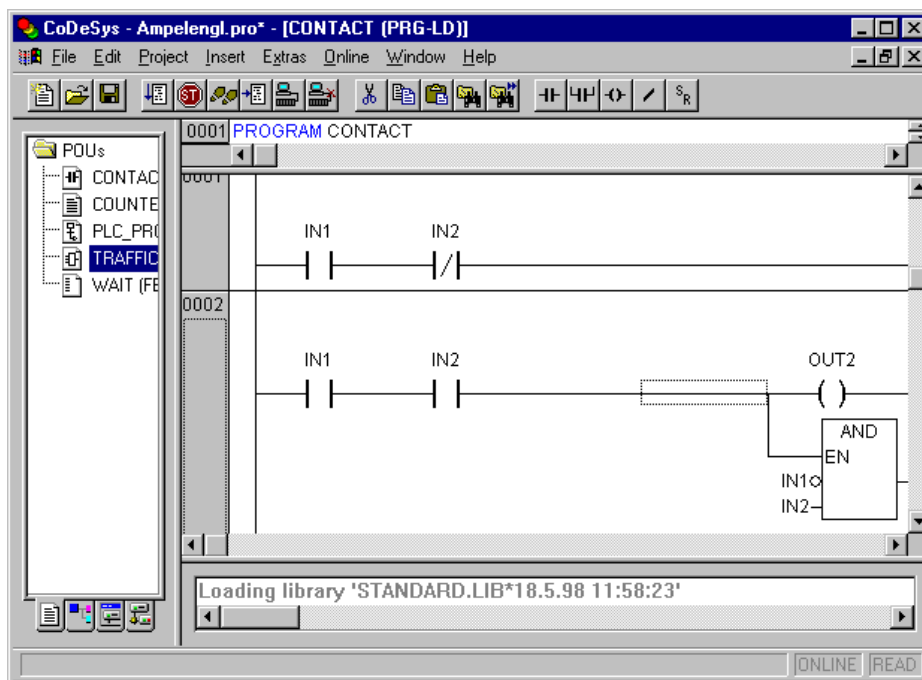 CoDeSys - Ampelengl.pro* - [CONTACT (PRG-LD)]
File Edit Project Insert Extras Online Window Help
ST
S R
0001 PROGRAM CONTACT
POUs
CONTAC
COUNTE
PLC_PR
TRAFFIC
WAIT (FE
0001
IN1 IN2
0002
IN1 IN2 OUT2
AND
EN
IN1
IN2
Loading library 'STANDARD.LIB*18.5.98 11:58:23'
ONLINE READ